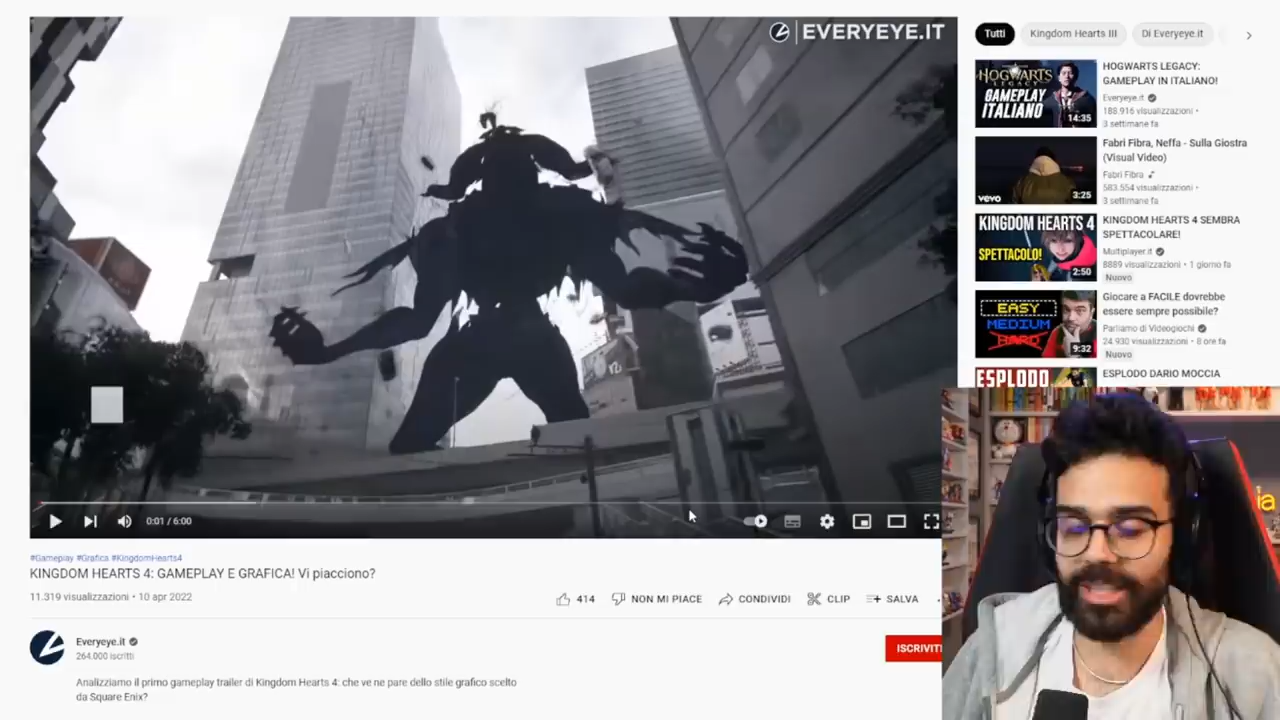 EVERYEYE.IT
0:01 / 6:00
#Gameplay #Grafica #KingdomHearts4
KINGDOM HEARTS 4: GAMEPLAY E GRAFICA! Vi piacciono?
11.319 visualizzazioni • 10 apr 2022
414
NON MI PIACE
CONDIVIDI
CLIP
SALVA
Everyeye.it
264.000 iscritti
ISCRIVITI
Analizziamo il primo gameplay trailer di Kingdom Hearts 4: che ve ne pare dello stile grafico scelto
da Square Enix?
Tutti
Kingdom Hearts III
Di Everyeye.it
HOGWARTS
LEGACY
GAMEPLAY
ITALIANO
14:35
HOGWARTS LEGACY:
GAMEPLAY IN ITALIANO!
Everyeye.it
188.916 visualizzazioni •
3 settimane fa
vevo
3:25
Fabri Fibra, Neffa - Sulla Giostra
(Visual Video)
Fabri Fibra
583.554 visualizzazioni •
3 settimane fa
KINGDOM HEARTS 4
SPETTACOLO!
2:50
KINGDOM HEARTS 4 SEMBRA
SPETTACOLARE!
Multiplayer.it
8889 visualizzazioni • 1 giorno fa
Nuovo
EASY
MEDIUM
HARD
9:32
Giocare a FACILE dovrebbe
essere sempre possibile?
Parliamo di Videogiochi
24.930 visualizzazioni • 8 ore fa
Nuovo
ESPLODO
ESPLODO DARIO MOCCIA
ia